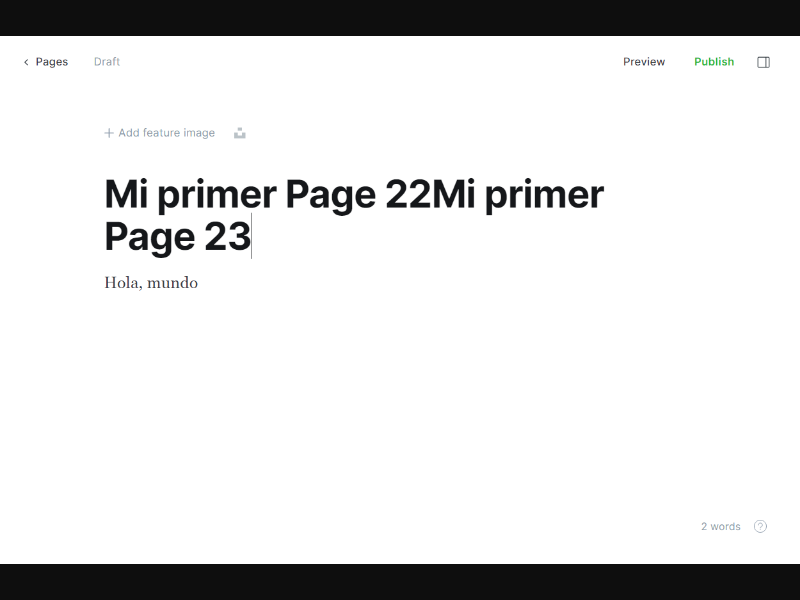 Pages
Draft
Preview
Publish
Add feature image
Mi primer Page 22Mi primer
Page 23
Hola, mundo
2 words
?